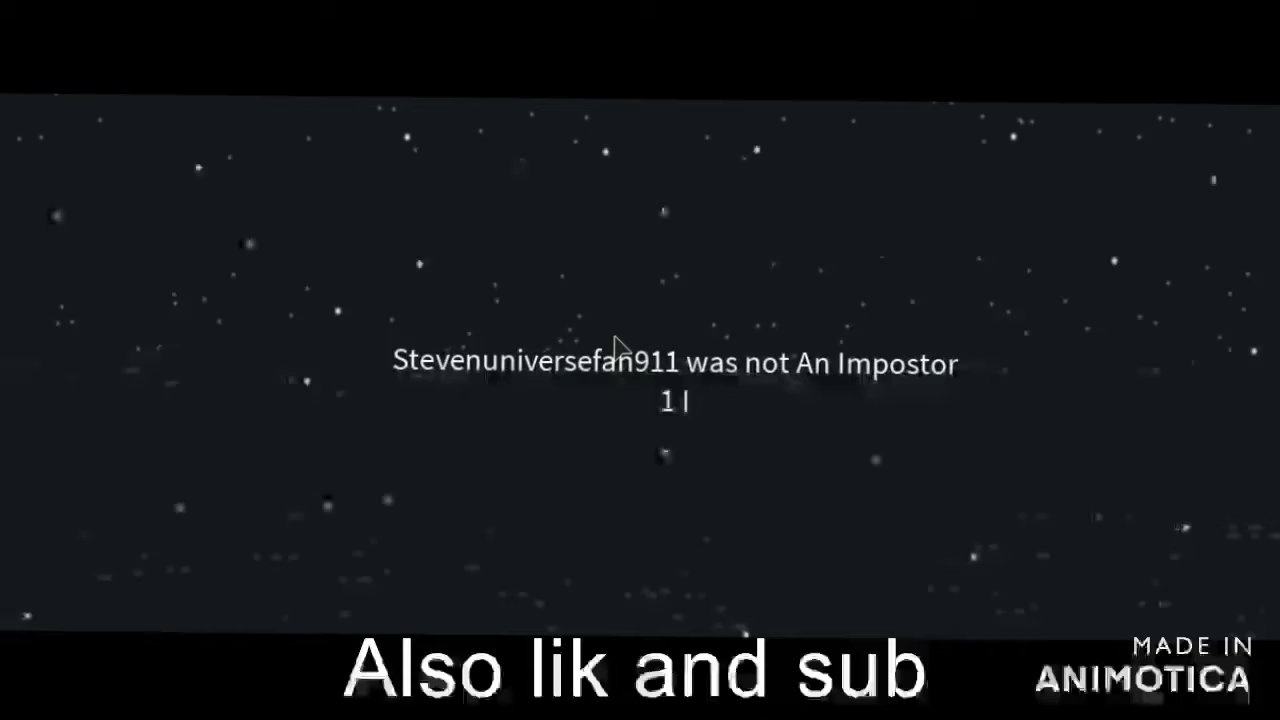 Stevenuniversefan911 was not An Impostor
1 I
Also lik and sub
MADE IN
ANIMOTICA